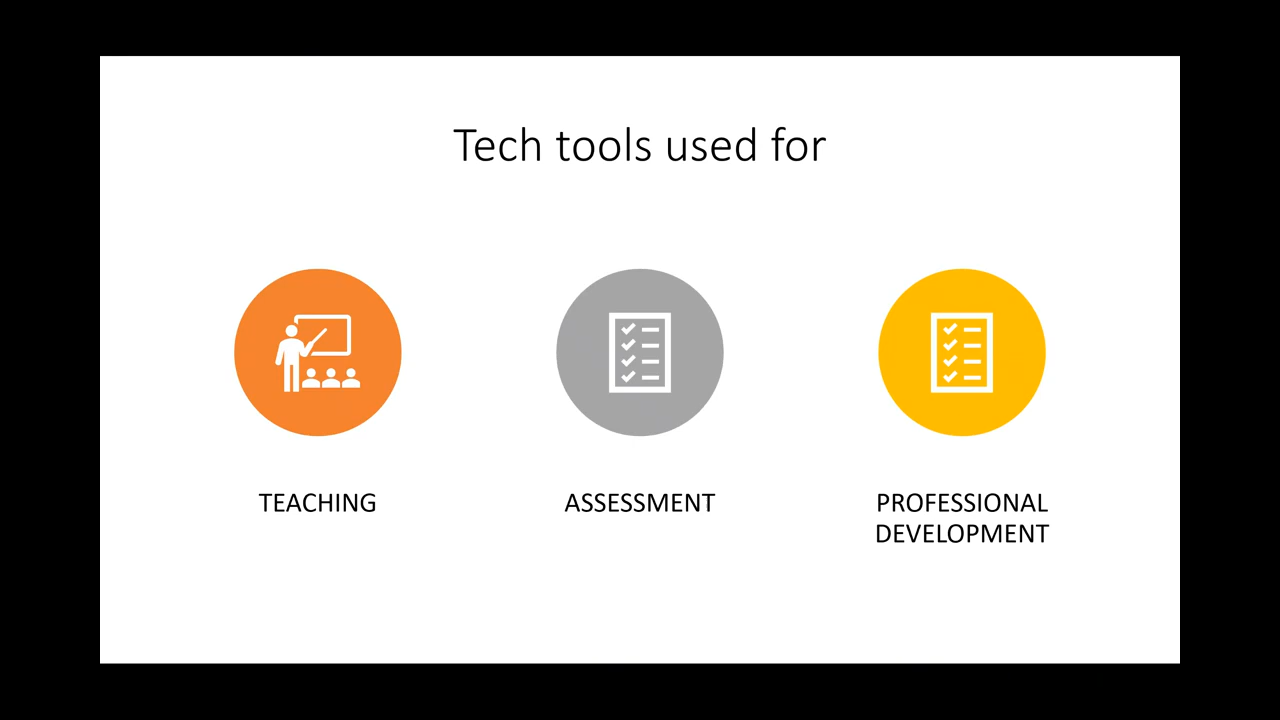 Tech tools used for
TEACHING
ASSESSMENT
PROFESSIONAL
DEVELOPMENT